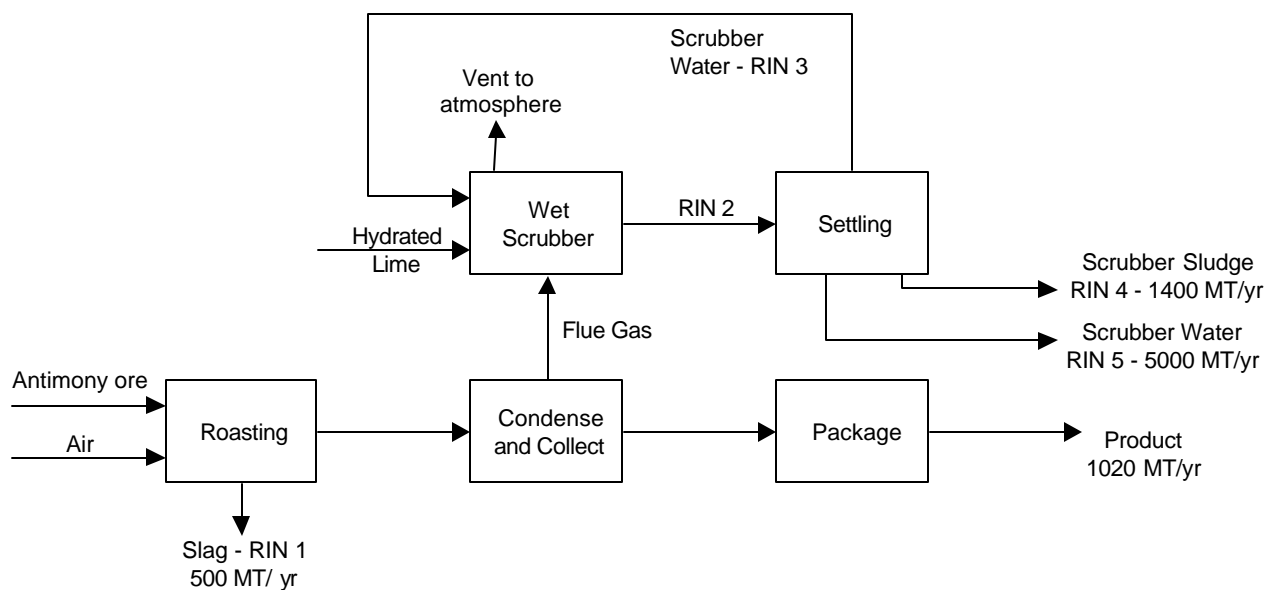 Scrubber
Water - RIN 3
Vent to
atmosphere
Wet
Scrubber
RIN 2
Settling
Hydrated
Lime
Scrubber Sludge
RIN 4 - 1400 MT/yr
Flue Gas
Scrubber Water
RIN 5 - 5000 MT/yr
Antimony ore
Air
Roasting
Condense
and Collect
Package
Product
1020 MT/yr
Slag - RIN 1
500 MT/ yr